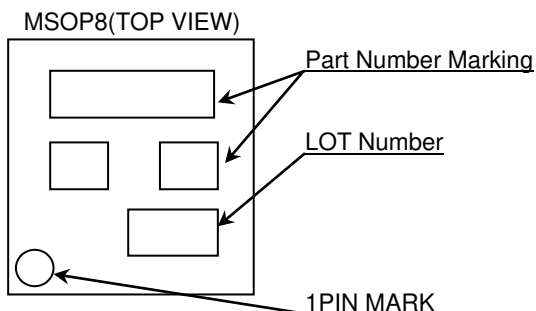 MSOP8(TOP VIEW)
Part Number Marking
LOT Number
1PIN MARK